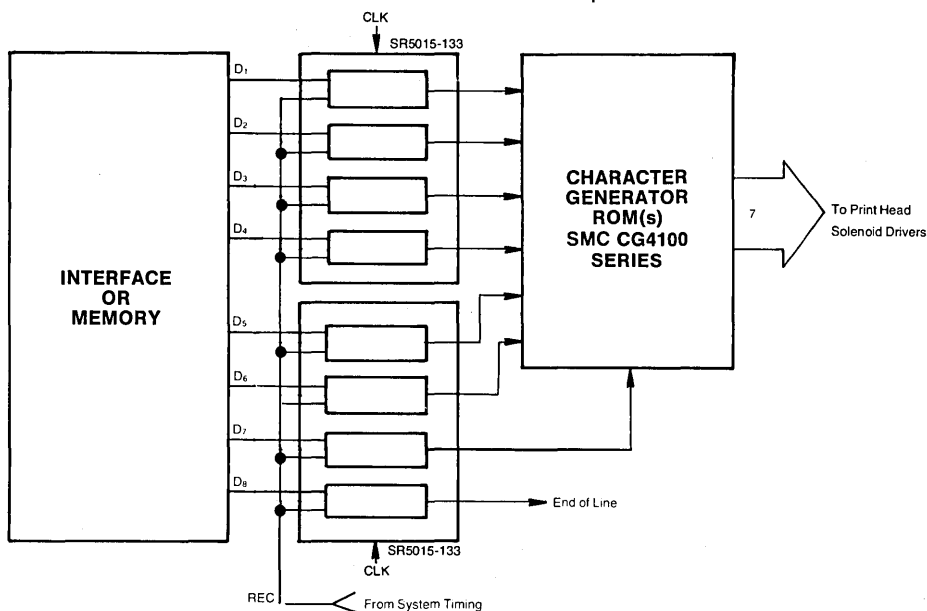 CLK
SR5015-133
D1
D2
D3
D4
INTERFACE
OR
MEMORY
D5
D6
D7
D8
CHARACTER
GENERATOR
ROM(s)
SMC CG4100
SERIES
7
To Print Head
Solenoid Drivers
End of Line
SR5015-133
CLK
REC
From System Timing